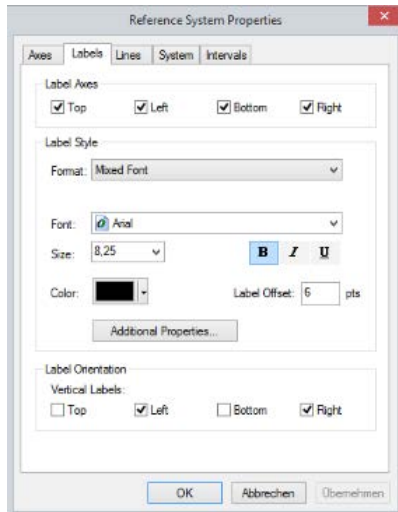 Reference System Properties
Axes Labels Lines System Intervals
Label Axes
Top Left Bottom Right
Label Style
Format: Mixed Font
Font: Arial
Size: 8,25 B I U
Color: Label Offset: 6 pts
Additional Properties...
Label Orientation
Vertical Labels:
Top Left Bottom Right
OK Abbrechen Übernehmen